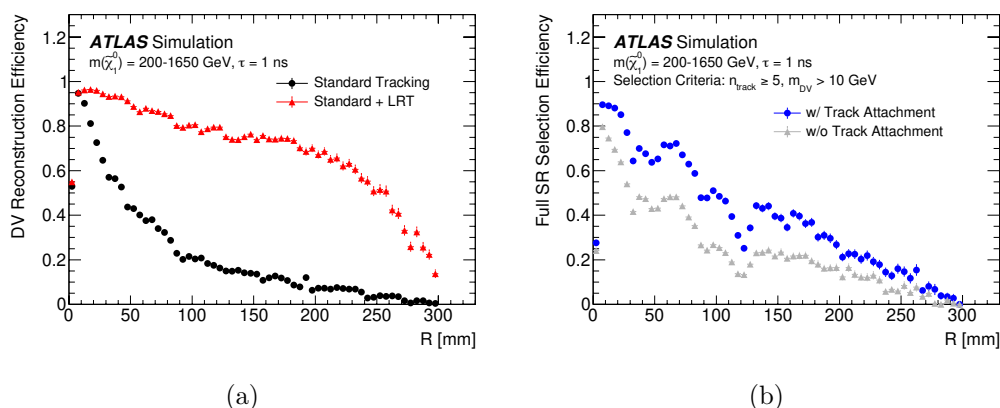 ATLAS Simulation
m(χ̃⁰₁) = 200-1650 GeV, τ = 1 ns
Standard Tracking
Standard + LRT
DV Reconstruction Efficiency
1.2
1
0.8
0.6
0.4
0.2
0
0 50 100 150 200 250 300
R [mm]
(a)
ATLAS Simulation
m(χ̃⁰₁) = 200-1650 GeV, τ = 1 ns
Selection Criteria: n_track ≥ 5, m_DV > 10 GeV
w/ Track Attachment
w/o Track Attachment
Full SR Selection Efficiency
1.2
1
0.8
0.6
0.4
0.2
0
0 50 100 150 200 250 300
R [mm]
(b)